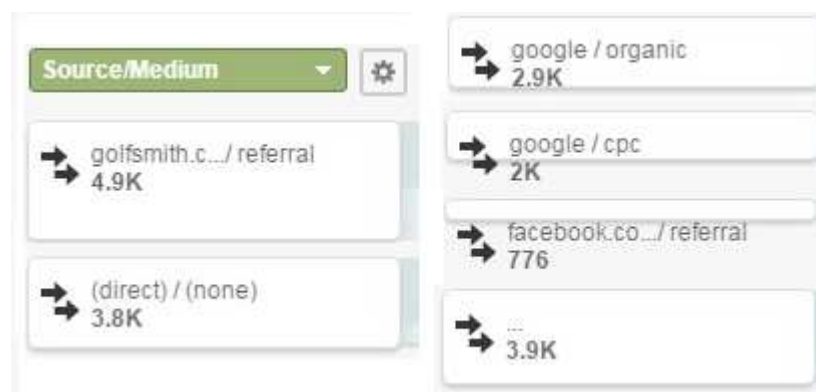 Source/Medium
golfsmith.c.../ referral
4.9K
(direct) / (none)
3.8K
google / organic
2.9K
google / cpc
2K
facebook.co.../ referral
776
...
3.9K